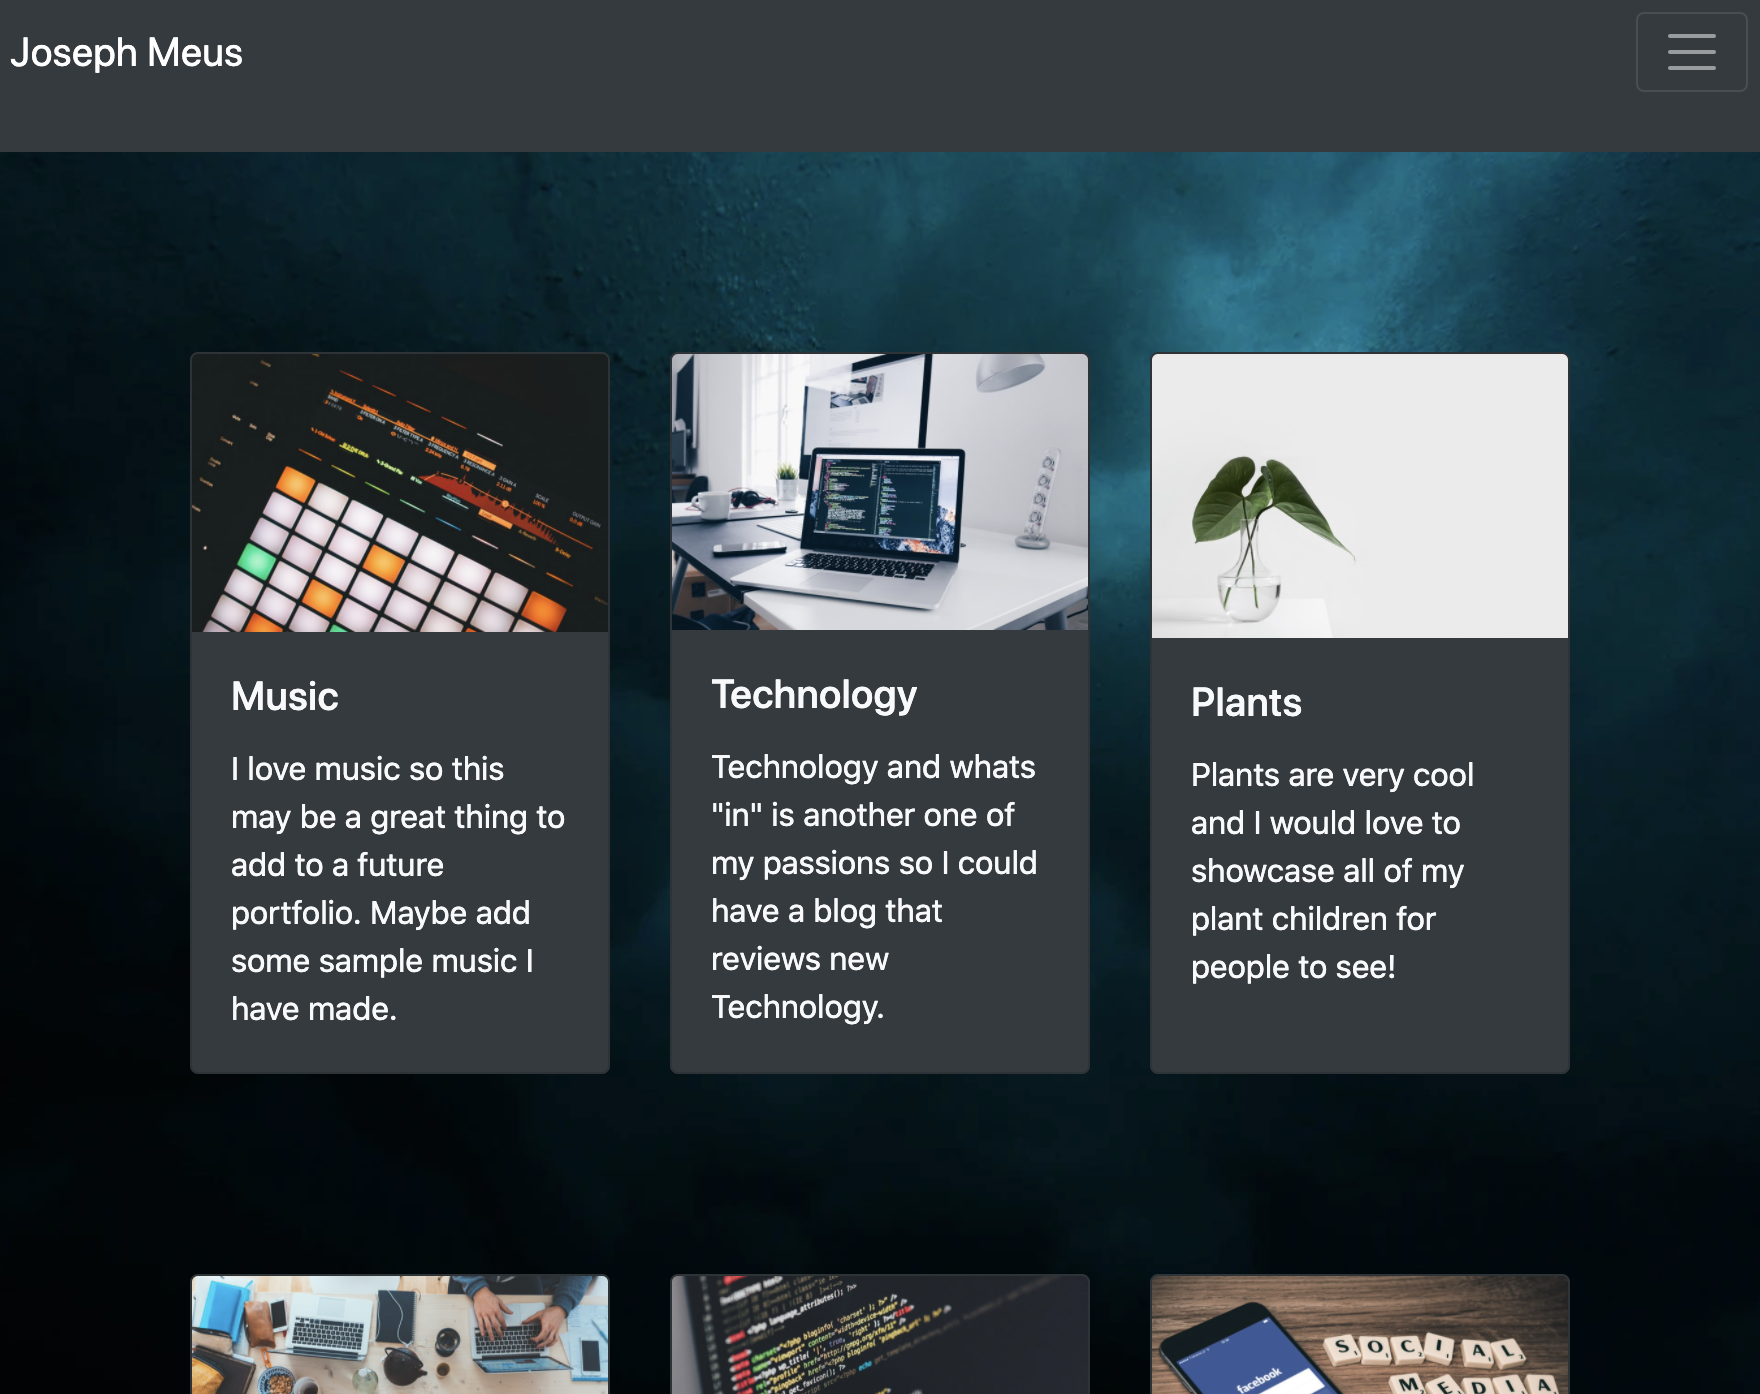 Joseph Meus
Music
I love music so this
may be a great thing to
add to a future
portfolio. Maybe add
some sample music I
have made.
Technology
Technology and whats
"in" is another one of
my passions so I could
have a blog that
reviews new
Technology.
Plants
Plants are very cool
and I would love to
showcase all of my
plant children for
people to see!
facebook
SOCIAL
MEDIA